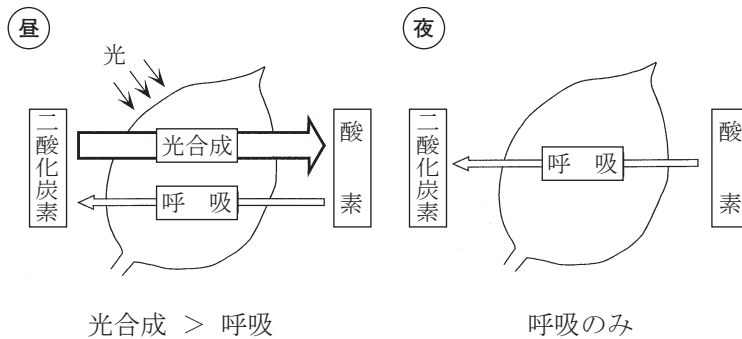 昼
光
二酸化炭素
光合成
呼 吸
酸 素
光合成 > 呼吸
夜
二酸化炭素
呼 吸
酸 素
呼吸のみ